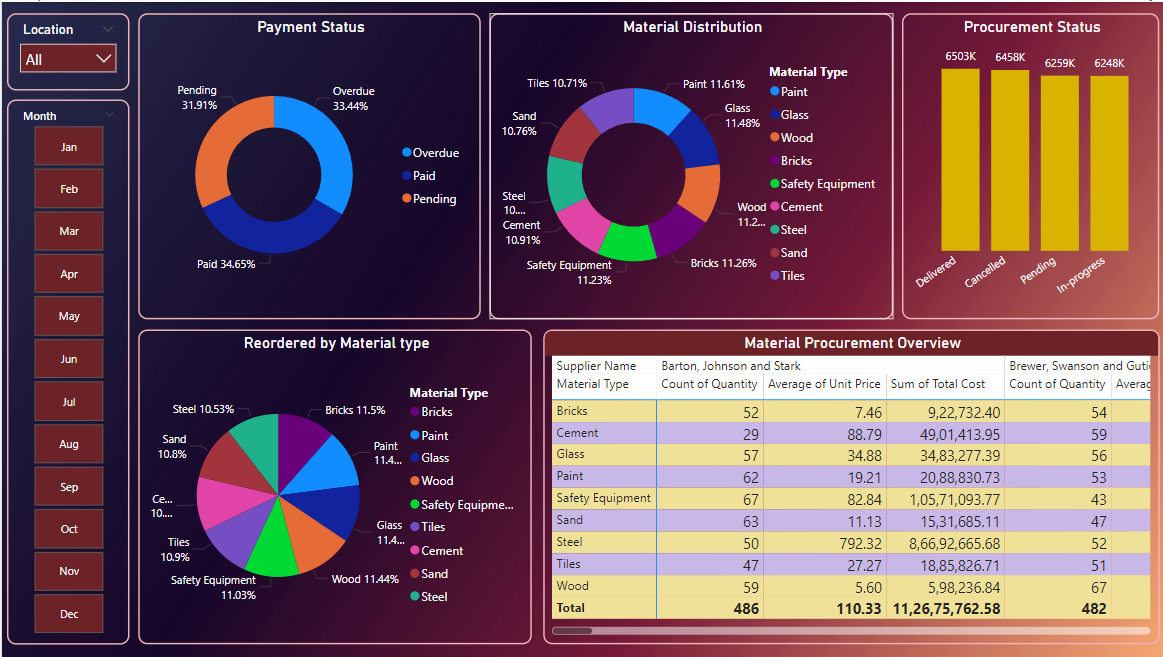 Location
All
Month
Jan
Feb
Mar
Apr
May
Jun
Jul
Aug
Sep
Oct
Nov
Dec
Payment Status
Pending
31.91%
Overdue
33.44%
Paid 34.65%
Overdue
Paid
Pending
Material Distribution
Tiles 10.71%
Paint 11.61%
Sand
10.76%
Glass
11.48%
Steel
10....
Wood
11.2...
Cement
10.91%
Safety Equipment
11.23%
Bricks 11.26%
Material Type
Paint
Glass
Wood
Bricks
Safety Equipment
Cement
Steel
Sand
Tiles
Procurement Status
6503K 6458K 6259K 6248K
Delivered Cancelled Pending In-progress
Reordered by Material type
Steel 10.53%
Bricks 11.5%
Sand
10.8%
Paint
11.4...
Ce...
10....
Glass
11.4...
Tiles
10.9%
Safety Equipment
11.03%
Wood 11.44%
Material Type
Bricks
Paint
Glass
Wood
Safety Equipme...
Tiles
Cement
Sand
Steel
Material Procurement Overview
Supplier Name Barton, Johnson and Stark Brewer, Swanson and Guti
Material Type Count of Quantity Average of Unit Price Sum of Total Cost Count of Quantity Averag
Bricks 52 7.46 9,22,732.40 54
Cement 29 88.79 49,01,413.95 59
Glass 57 34.88 34,83,277.39 56
Paint 62 19.21 20,88,830.73 53
Safety Equipment 67 82.84 1,05,71,093.77 43
Sand 63 11.13 15,31,685.11 47
Steel 50 792.32 8,66,92,665.68 52
Tiles 47 27.27 18,85,826.71 51
Wood 59 5.60 5,98,236.84 67
Total 486 110.33 11,26,75,762.58 482